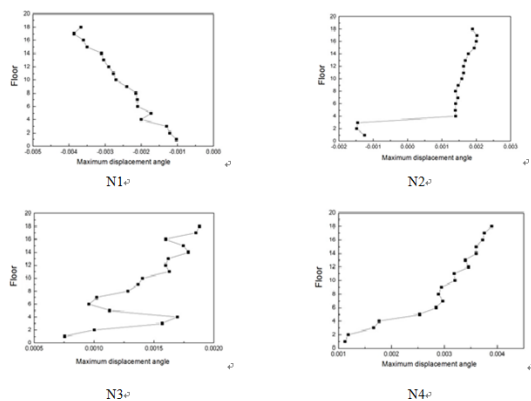 20
18
16
14
12
10
8
6
4
2
0
Floor
-0.005 -0.004 -0.003 -0.002 -0.001 0.000
Maximum displacement angle
N1
20
18
16
14
12
10
8
6
4
2
0
Floor
-0.002 -0.001 0.000 0.001 0.002 0.003
Maximum displacement angle
N2
20
18
16
14
12
10
8
6
4
2
0
Floor
0.0005 0.0010 0.0015 0.0020
Maximum displacement angle
N3
20
18
16
14
12
10
8
6
4
2
0
Floor
0.001 0.002 0.003 0.004
Maximum displacement angle
N4